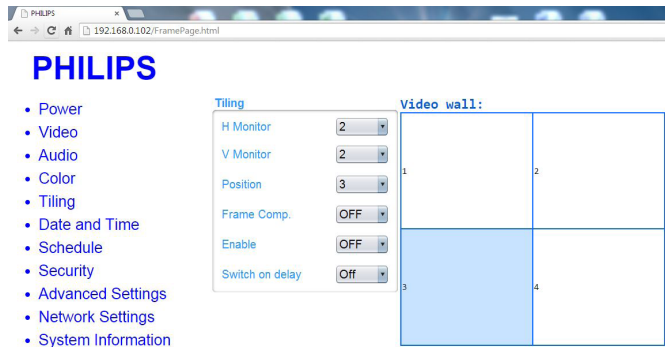 PHILIPS ×
192.168.0.102/FramePage.html
PHILIPS
• Power
• Video
• Audio
• Color
• Tiling
• Date and Time
• Schedule
• Security
• Advanced Settings
• Network Settings
• System Information
Tiling
H Monitor 2
V Monitor 2
Position 3
Frame Comp. OFF
Enable OFF
Switch on delay Off
Video wall:
1 2
3 4